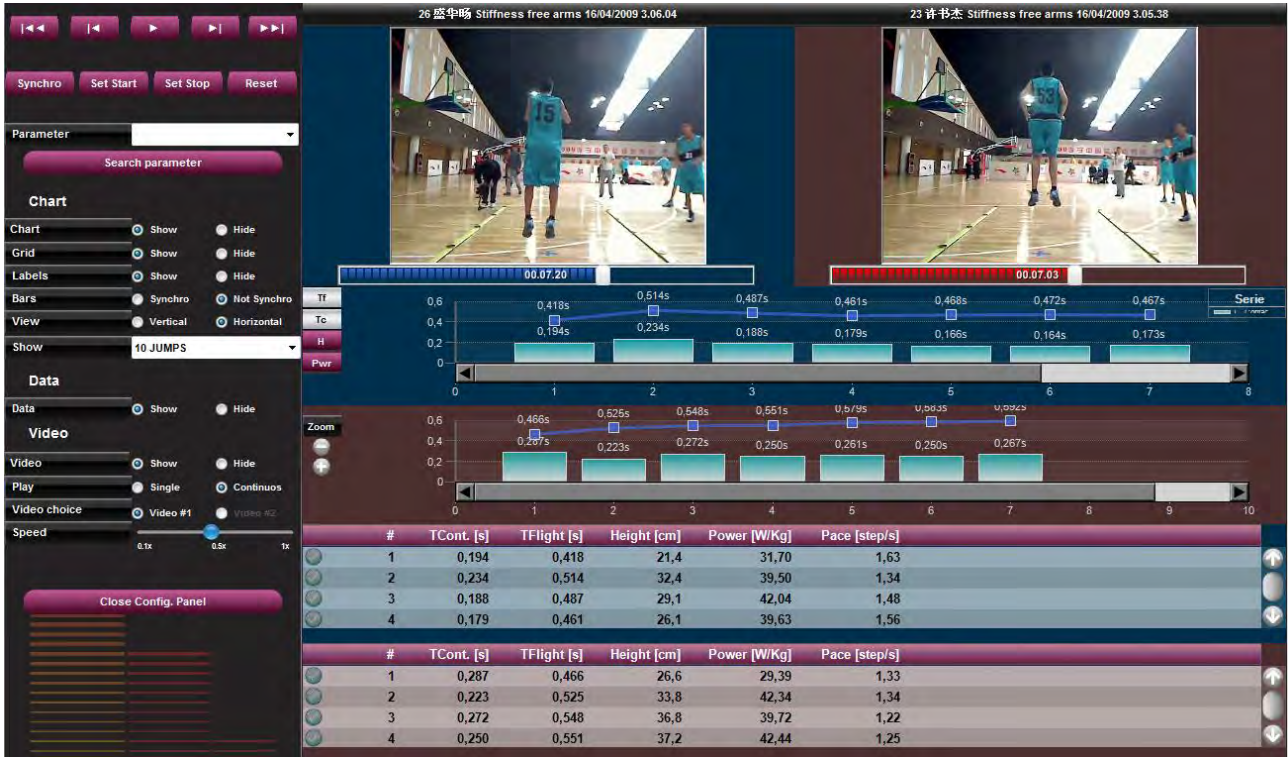 26 盛华旸 Stiffness free arms 16/04/2009 3.06.04
23 许书杰 Stiffness free arms 16/04/2009 3.05.38
15
53
00.07.20
00.07.03
Synchro Set Start Set Stop Reset
Parameter
Search parameter
Chart
Chart Show Hide
Grid Show Hide
Labels Show Hide
Bars Synchro Not Synchro
View Vertical Horizontal
Show 10 JUMPS
Data
Data Show Hide
Video
Video Show Hide
Play Single Continuos
Video choice Video #1 Video #2
Speed
0.1x 0.5x 1x
Close Config. Panel
Tf
Tc
H
Pwr
Serie
0,6
0,4
0,2
0
0,418s 0,514s 0,487s 0,461s 0,468s 0,472s 0,467s
0,194s 0,234s 0,188s 0,179s 0,166s 0,164s 0,173s
0 1 2 3 4 5 6 7 8
Zoom
0,6
0,4
0,2
0
0,466s 0,525s 0,548s 0,551s 0,579s 0,583s 0,592s
0,287s 0,223s 0,272s 0,250s 0,261s 0,250s 0,267s
0 1 2 3 4 5 6 7 8 9 10
# TCont. [s] TFlight [s] Height [cm] Power [W/Kg] Pace [step/s]
1 0,194 0,418 21,4 31,70 1,63
2 0,234 0,514 32,4 39,50 1,34
3 0,188 0,487 29,1 42,04 1,48
4 0,179 0,461 26,1 39,63 1,56
# TCont. [s] TFlight [s] Height [cm] Power [W/Kg] Pace [step/s]
1 0,287 0,466 26,6 29,39 1,33
2 0,223 0,525 33,8 42,34 1,34
3 0,272 0,548 36,8 39,72 1,22
4 0,250 0,551 37,2 42,44 1,25